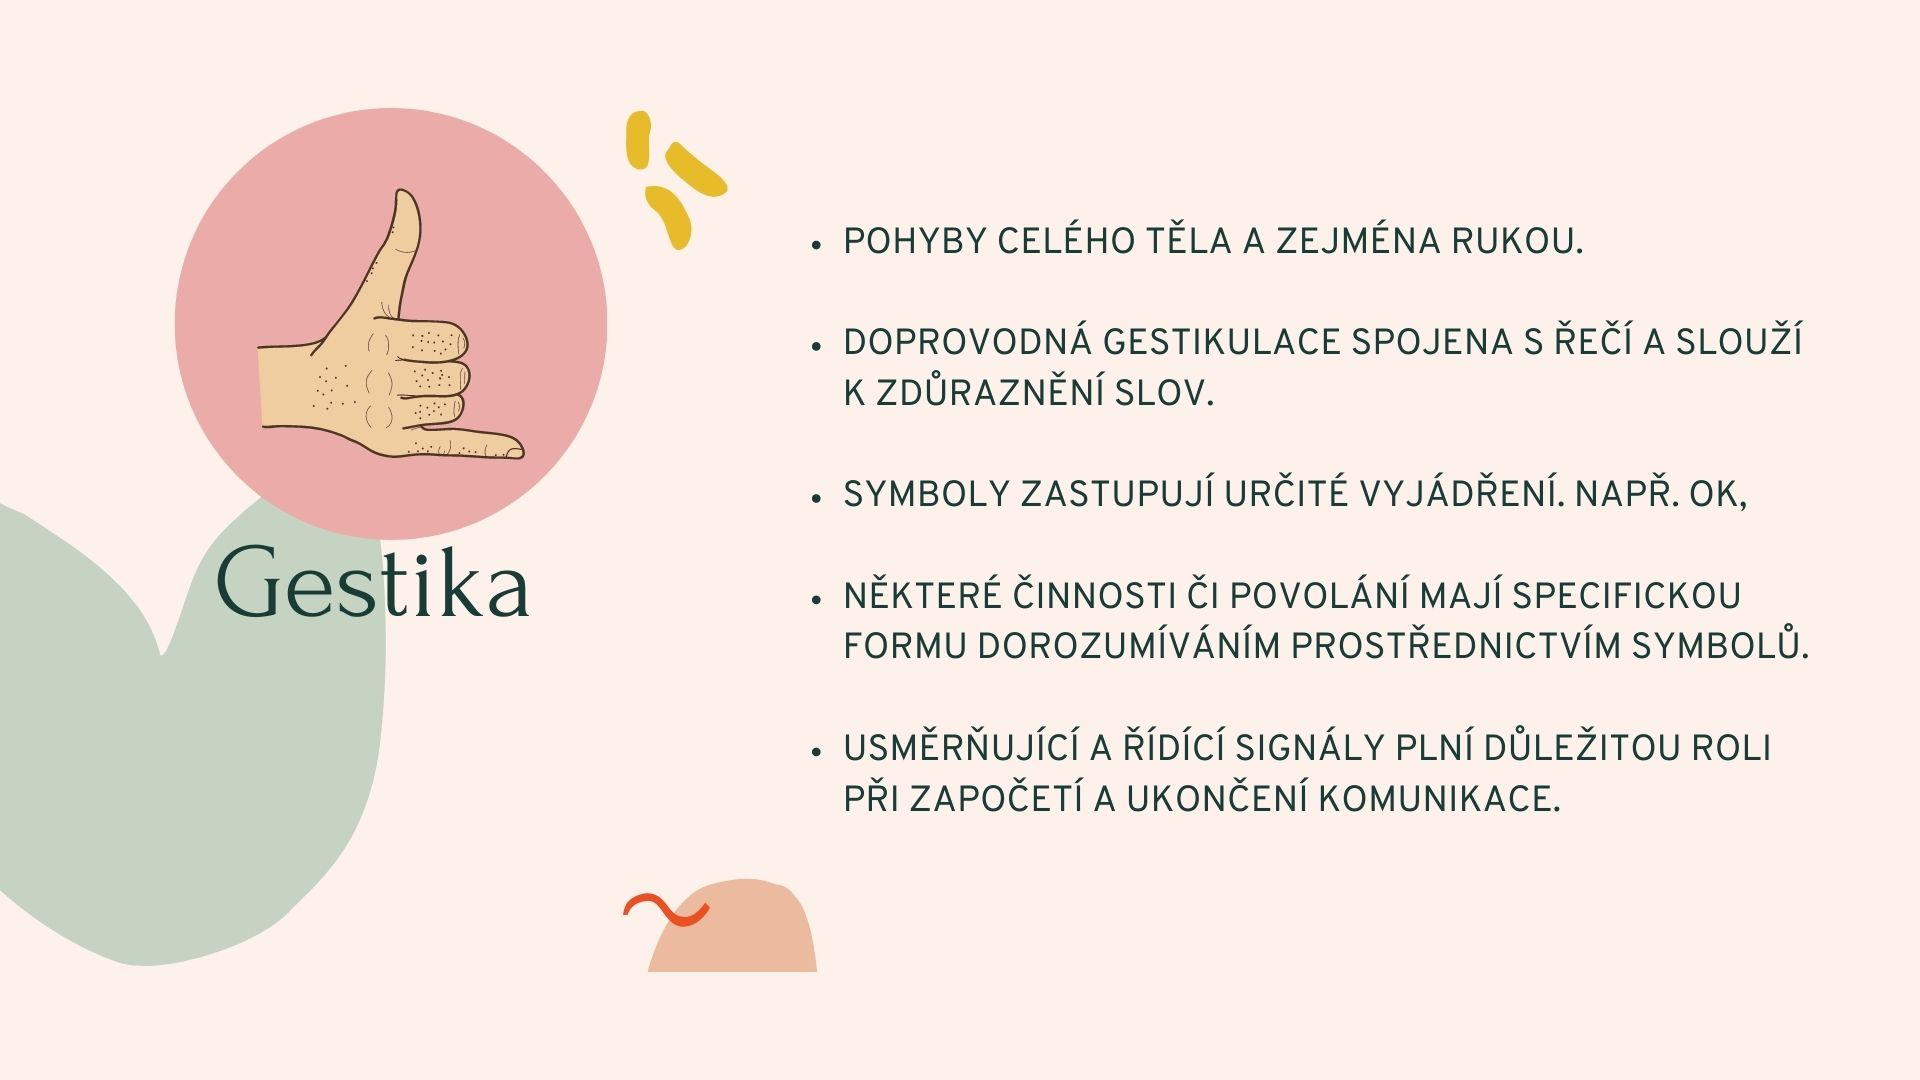 Gestika
• POHYBY CELÉHO TĚLA A ZEJMÉNA RUKOU.
• DOPROVODNÁ GESTIKULACE SPOJENA S ŘEČÍ A SLOUŽÍ
K ZDŮRAZNĚNÍ SLOV.
• SYMBOLY ZASTUPUJÍ URČITÉ VYJÁDŘENÍ. NAPŘ. OK,
• NĚKTERÉ ČINNOSTI ČI POVOLÁNÍ MAJÍ SPECIFICKOU
FORMU DOROZUMÍVÁNÍM PROSTŘEDNICTVÍM SYMBOLŮ.
• USMĚRŇUJÍCÍ A ŘÍDÍCÍ SIGNÁLY PLNÍ DŮLEŽITOU ROLI
PŘI ZAPOČETÍ A UKONČENÍ KOMUNIKACE.